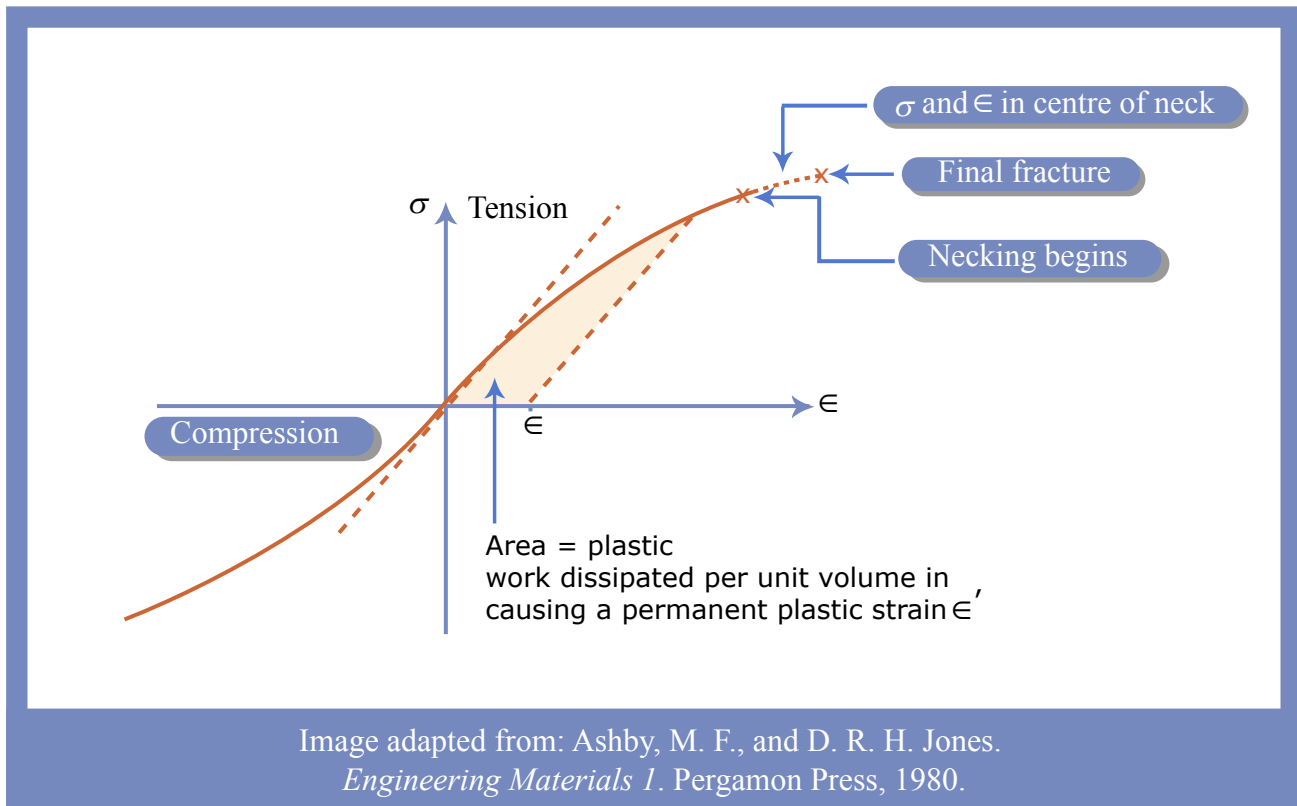 σ and ∈ in centre of neck
Final fracture
σ Tension
Necking begins
∈
∈
Compression
Area = plastic
work dissipated per unit volume in
causing a permanent plastic strain ∈′
x
x
Image adapted from: Ashby, M. F., and D. R. H. Jones.
Engineering Materials 1. Pergamon Press, 1980.